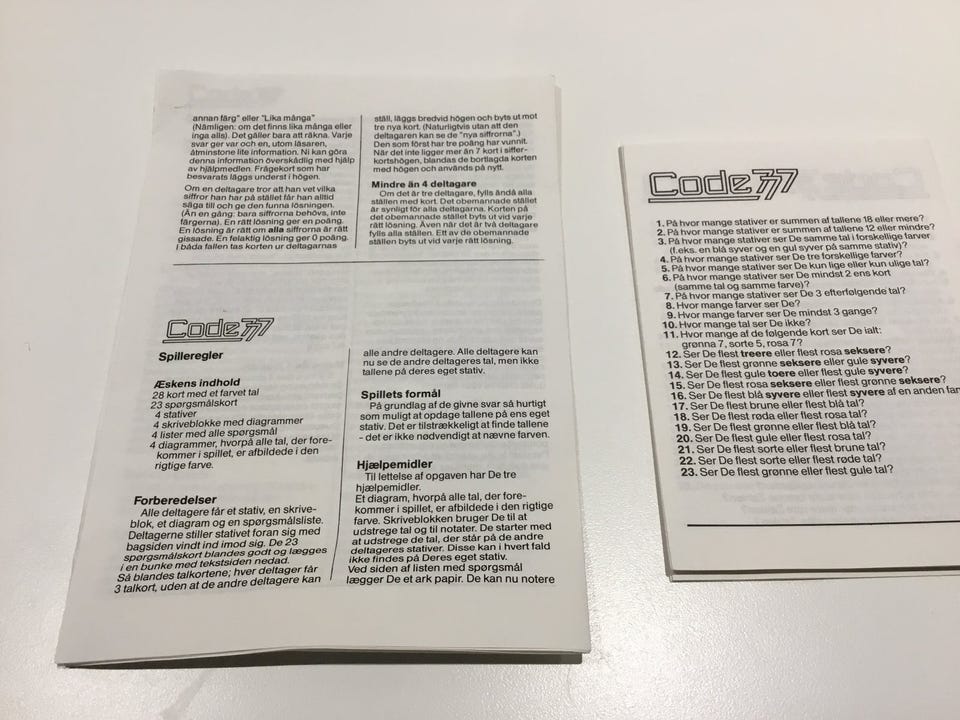 annan färg" eller "Lika många"
(Nämligen: om det finns lika många eller
inga alls). Det gäller bara att räkna. Varje
svar ger var och en, utom läsaren,
åtminstone lite information. Ni kan göra
denna information överskådlig med hjälp
av hjälpmedlen. Frågekort som har
besvarats läggs underst i högen.
Om en deltagare tror att han vet vilka
siffror han har på stället får han alltid
säga till och ge den funna lösningen.
(Än en gång: bara siffrorna behövs, inte
färgerna). En rätt lösning ger en poäng.
En lösning är rätt om alla siffrorna är rätt
gissade. En felaktig lösning ger 0 poäng.
I båda fallen tas korten ur deltagarnas
ställ, läggs bredvid högen och byts ut mot
tre nya kort. (Naturligtvis utan att den
deltagaren kan se de "nya siffrorna".)
Den som först har tre poäng har vunnit.
När det inte ligger mer än 7 kort i siffer-
kortshögen, blandas de bortlagda korten
med högen och används på nytt.
Mindre än 4 deltagare
Om det är tre deltagare, fylls ändå alla
ställen med kort. Det obemannade stället
är synligt för alla deltagarna. Korten på
det obemannade stället byts ut vid varje
rätt lösning. Även när det är två deltagare
fylls alla ställen. Ett av de obemannade
ställen byts ut vid varje rätt lösning.
Code 777
Spilleregler
Æskens indhold
28 kort med et farvet tal
23 spørgsmålskort
4 stativer
4 skriveblokke med diagrammer
4 lister med alle spørgsmål
4 diagrammer, hvorpå alle tal, der fore-
kommer i spillet, er afbildede i den
rigtige farve.
Forberedelser
Alle deltagere får et stativ, en skrive-
blok, et diagram og en spørgsmålsliste.
Deltagerne stiller stativet foran sig med
bagsiden vindt ind imod sig. De 23
spørgsmålskort blandes godt og lægges
i en bunke med tekstsiden nedad.
Så blandes talkortene; hver deltager får
3 talkort, uden at de andre deltagere kan
alle andre deltagere. Alle deltagere kan
nu se de andre deltageres tal, men ikke
tallene på deres eget stativ.
Spillets formål
På grundlag af de givne svar så hurtigt
som muligt at opdage tallene på ens eget
stativ. Det er tilstrækkeligt at finde tallene
- det er ikke nødvendigt at nævne farven.
Hjælpemidler
Til lettelse af opgaven har De tre
hjælpemidler.
Et diagram, hvorpå alle tal, der fore-
kommer i spillet, er afbildede i den rigtige
farve. Skriveblokken bruger De til at
udstrege tal og til notater. De starter med
at udstrege de tal, der står på de andre
deltageres stativer. Disse kan i hvert fald
ikke findes på Deres eget stativ.
Ved siden af listen med spørgsmål
lægger De et ark papir. De kan nu notere
Code 777
1. På hvor mange stativer er summen af tallene 18 eller mere?
2. På hvor mange stativer er summen af tallene 12 eller mindre?
3. På hvor mange stativer ser De samme tal i forskellige farver
(f.eks. en blå syver og en gul syver på samme stativ)?
4. På hvor mange stativer ser De tre forskellige farver?
5. På hvor mange stativer ser De kun lige eller kun ulige tal?
6. På hvor mange stativer ser De mindst 2 ens kort
(samme tal og samme farve)?
7. På hvor mange stativer ser De 3 efterfølgende tal?
8. Hvor mange farver ser De?
9. Hvor mange farver ser De mindst 3 gange?
10. Hvor mange tal ser De ikke?
11. Hvor mange af de følgende kort ser De ialt:
grønna 7, sorte 5, rosa 7?
12. Ser De flest treere eller flest rosa seksere?
13. Ser De flest grønne seksere eller gule syvere?
14. Ser De flest gule toere eller flest gule syvere?
15. Ser De flest rosa seksere eller flest grønne seksere?
16. Ser De flest blå syvere eller flest syvere af en anden far
17. Ser De flest brune eller flest blå tal?
18. Ser De flest røda eller flest rosa tal?
19. Ser De flest grønne eller flest blå tal?
20. Ser De flest gule eller flest rosa tal?
21. Ser De flest sorte eller flest brune tal?
22. Ser De flest sorte eller flest røde tal?
23. Ser De flest grønne eller flest gule tal?